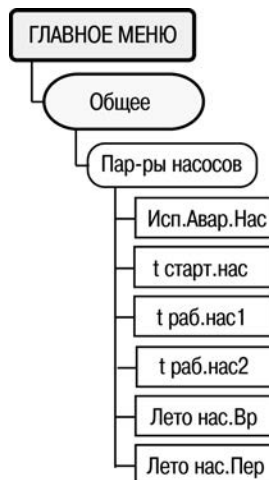 ГЛАВНОЕ МЕНЮ
Общее
Пар-ры насосов
Исп.Авар.Нас
t старт.нас
t раб.нас1
t раб.нас2
Лето нас.Вр
Лето нас.Пер